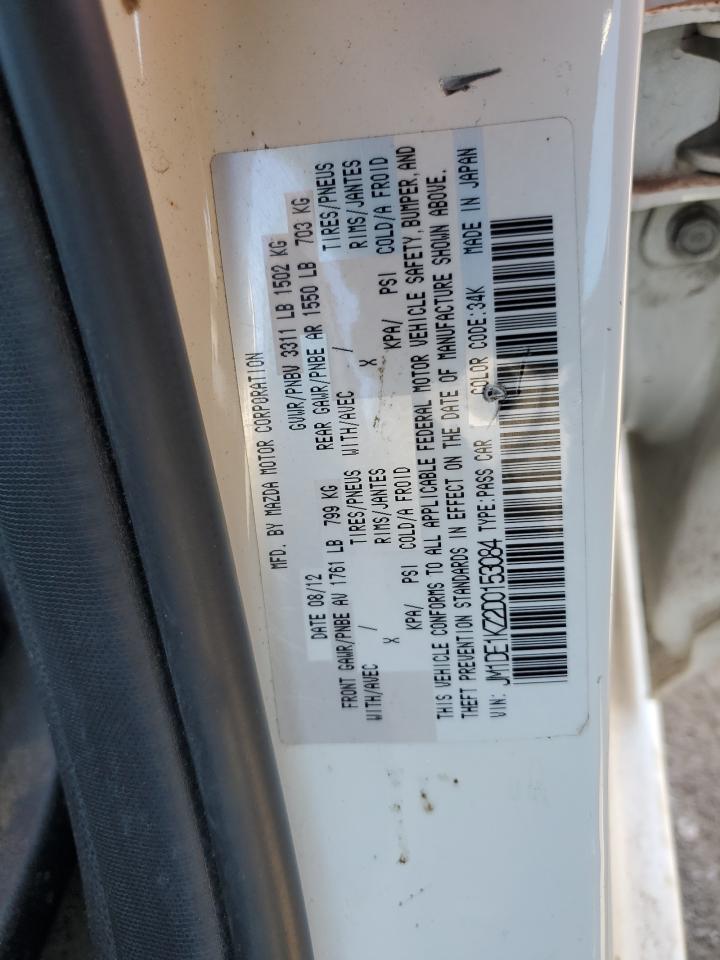 MFD. BY MAZDA MOTOR CORPORATION
DATE 08/12 GVWR/PNBV 3311 LB 1502 KG
FRONT GAWR/PNBE AV 1761 LB 799 KG REAR GAWR/PNBE AR 1550 LB 703 KG
WITH/AVEC / TIRES/PNEUS WITH/AVEC / TIRES/PNEUS
X RIMS/JANTES X RIMS/JANTES
KPA/ PSI COLD/A FROID KPA/ PSI COLD/A FROID
THIS VEHICLE CONFORMS TO ALL APPLICABLE FEDERAL MOTOR VEHICLE SAFETY, BUMPER, AND
THEFT PREVENTION STANDARDS IN EFFECT ON THE DATE OF MANUFACTURE SHOWN ABOVE.
VIN: JM1DE1KZ2D0153084 TYPE:PASS CAR COLOR CODE:34K MADE IN JAPAN